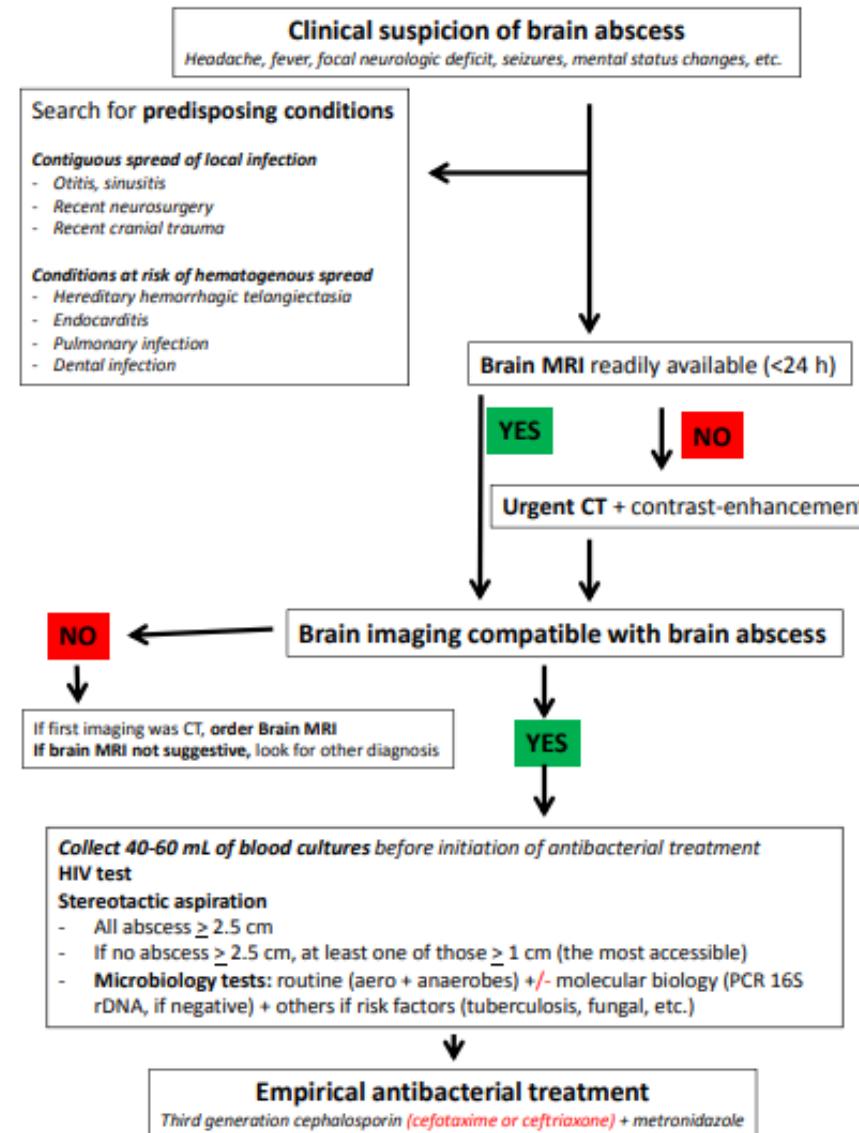 Clinical suspicion of brain abscess
Headache, fever, focal neurologic deficit, seizures, mental status changes, etc.
Search for predisposing conditions
Contiguous spread of local infection
- Otitis, sinusitis
- Recent neurosurgery
- Recent cranial trauma
Conditions at risk of hematogenous spread
- Hereditary hemorrhagic telangiectasia
- Endocarditis
- Pulmonary infection
- Dental infection
Brain MRI readily available (<24 h)
YES
NO
Urgent CT + contrast-enhancement
Brain imaging compatible with brain abscess
NO
If first imaging was CT, order Brain MRI
If brain MRI not suggestive, look for other diagnosis
YES
Collect 40-60 mL of blood cultures before initiation of antibacterial treatment
HIV test
Stereotactic aspiration
- All abscess ≥ 2.5 cm
- If no abscess ≥ 2.5 cm, at least one of those ≥ 1 cm (the most accessible)
- Microbiology tests: routine (aero + anaerobes) +/- molecular biology (PCR 16S
rDNA, if negative) + others if risk factors (tuberculosis, fungal, etc.)
Empirical antibacterial treatment
Third generation cephalosporin (cefotaxime or ceftriaxone) + metronidazole